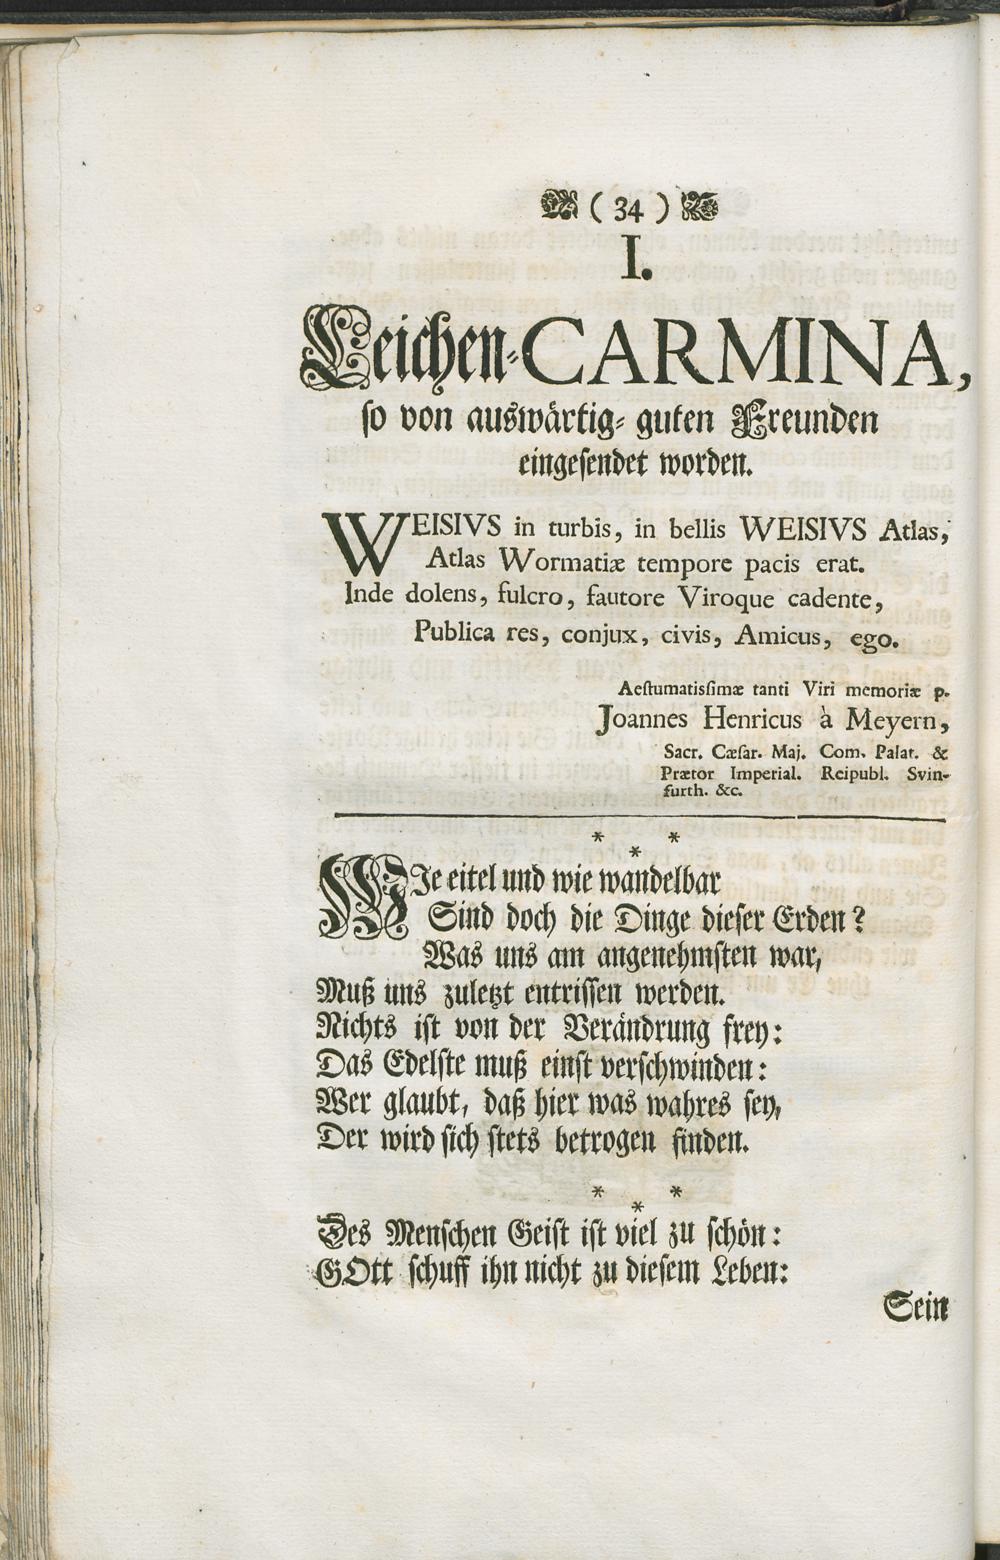 ( 34 )
I.
Leichen-CARMINA,
so von auswärtig- guten Freunden
eingesendet worden.
WEISIVS in turbis, in bellis WEISIVS Atlas,
Atlas Wormatiæ tempore pacis erat.
Inde dolens, fulcro, fautore Viroque cadente,
Publica res, conjux, civis, Amicus, ego.
Aestumatissimæ tanti Viri memoriæ p.
Joannes Henricus à Meyern,
Sacr. Cæsar. Maj. Com. Palat. &
Prætor Imperial. Reipubl. Svin-
furth. &c.
* * *
WIe eitel und wie wandelbar
Sind doch die Dinge dieser Erden?
Was uns am angenehmsten war,
Muß uns zuletzt entrissen werden.
Nichts ist von der Verändrung frey:
Das Edelste muß einst verschwinden:
Wer glaubt, daß hier was wahres sey,
Der wird sich stets betrogen finden.
* * *
Des Menschen Geist ist viel zu schön:
GOtt schuff ihn nicht zu diesem Leben:
Sein